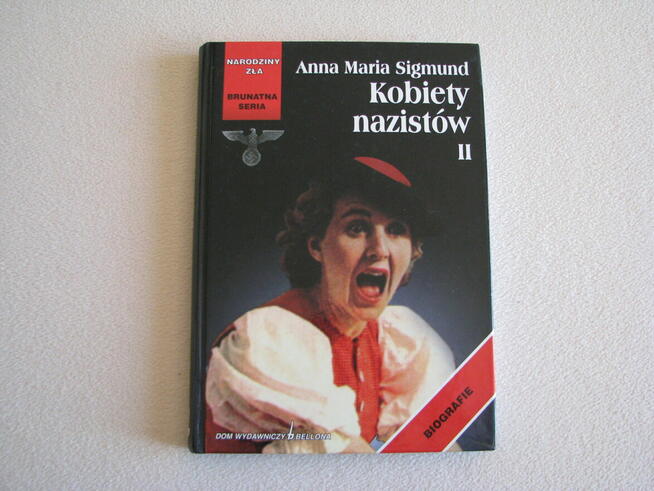 NARODZINY
ZŁA
BRUNATNA
SERIA
Anna Maria Sigmund
Kobiety
nazistów
II
BIOGRAFIE
DOM WYDAWNICZY BELLONA